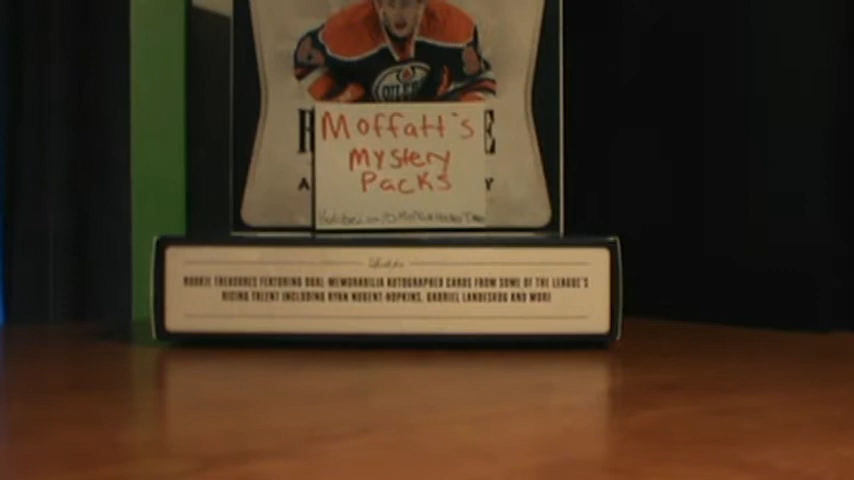 OILERS
Moffatt's
Mystery
Packs
ROOKIE TREASURES FEATURING DUAL-MEMORABILIA AUTOGRAPHED CARDS FROM SOME OF THE LEAGUE'S
RISING TALENT INCLUDING RYAN NUGENT-HOPKINS, GABRIEL LANDESKOG AND MORE